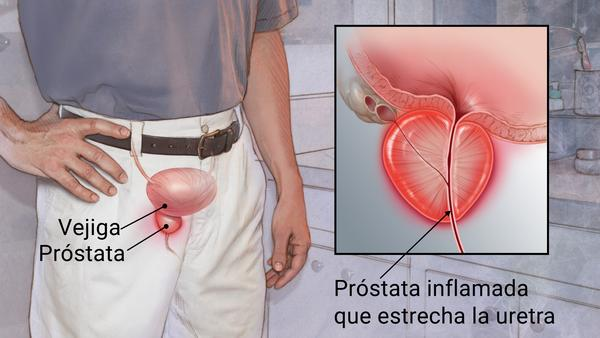 Vejiga
Próstata
Próstata inflamada
que estrecha la uretra